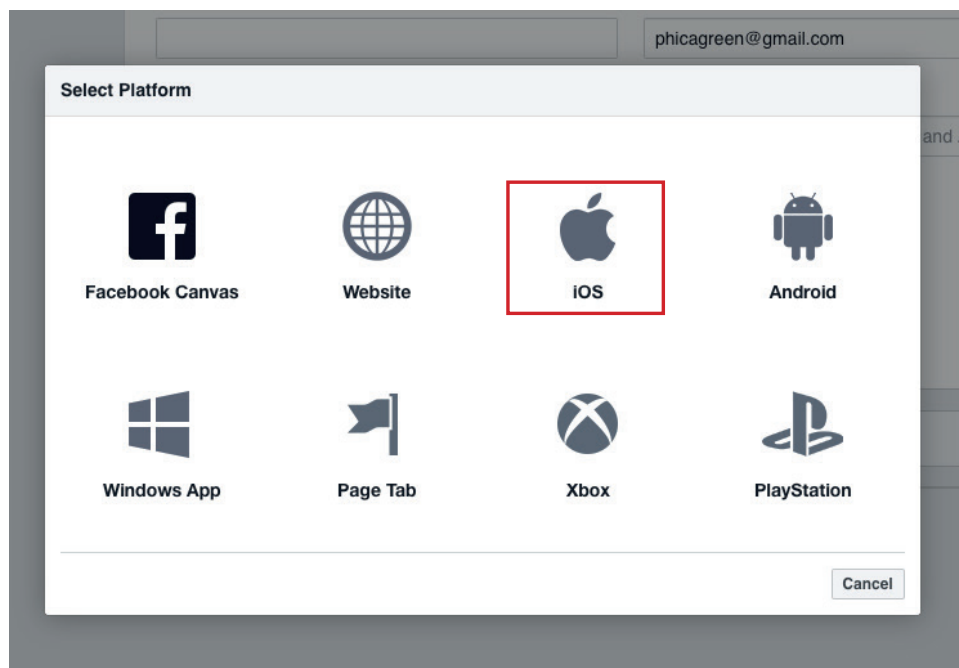 phicagreen@gmail.com
Select Platform
and
Facebook Canvas
Website
iOS
Android
Windows App
Page Tab
Xbox
PlayStation
Cancel